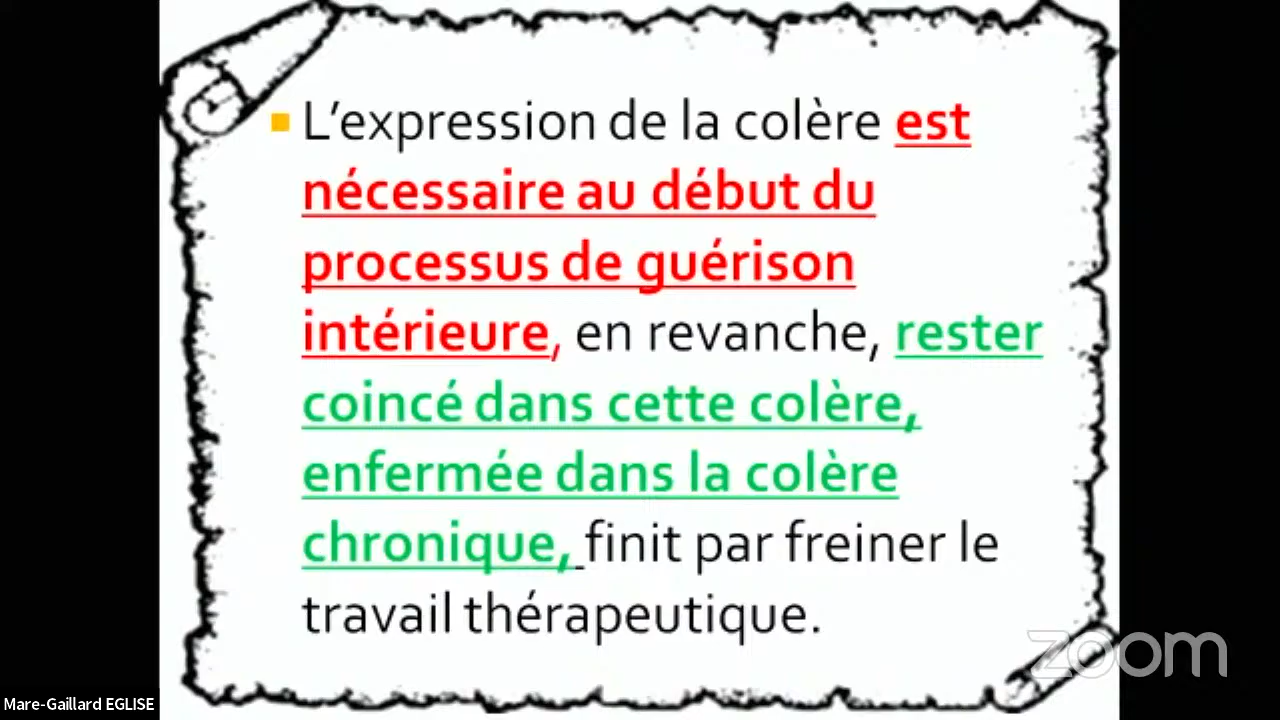 L'expression de la colère est
nécessaire au début du
processus de guérison
intérieure, en revanche, rester
coincé dans cette colère,
enfermée dans la colère
chronique, finit par freiner le
travail thérapeutique.
zoom
Mare-Gaillard EGLISE